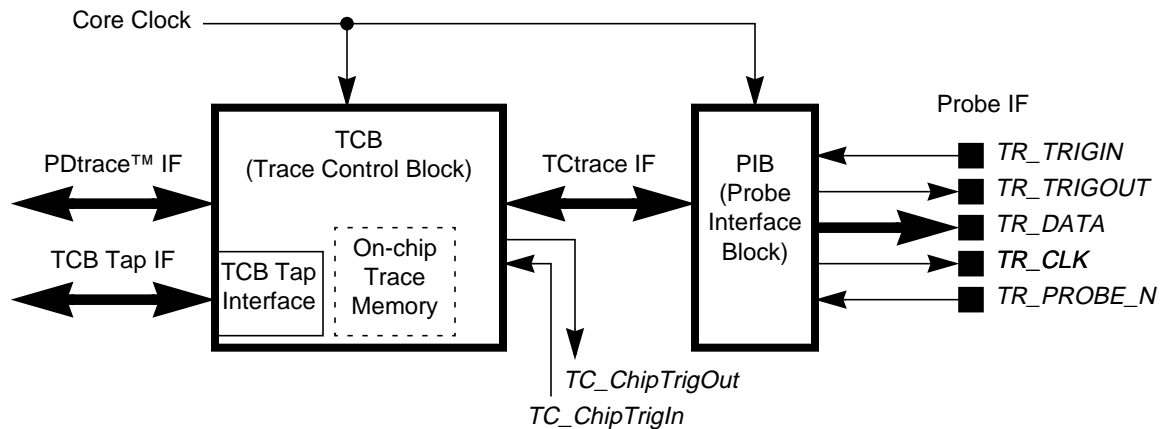 Core Clock
Probe IF
TCB
(Trace Control Block)
PDtrace™ IF
TCtrace IF
PIB
(Probe
Interface
Block)
TR_TRIGIN
TR_TRIGOUT
TR_DATA
TR_CLK
TR_PROBE_N
TCB Tap IF
TCB Tap
Interface
On-chip
Trace
Memory
TC_ChipTrigOut
TC_ChipTrigIn